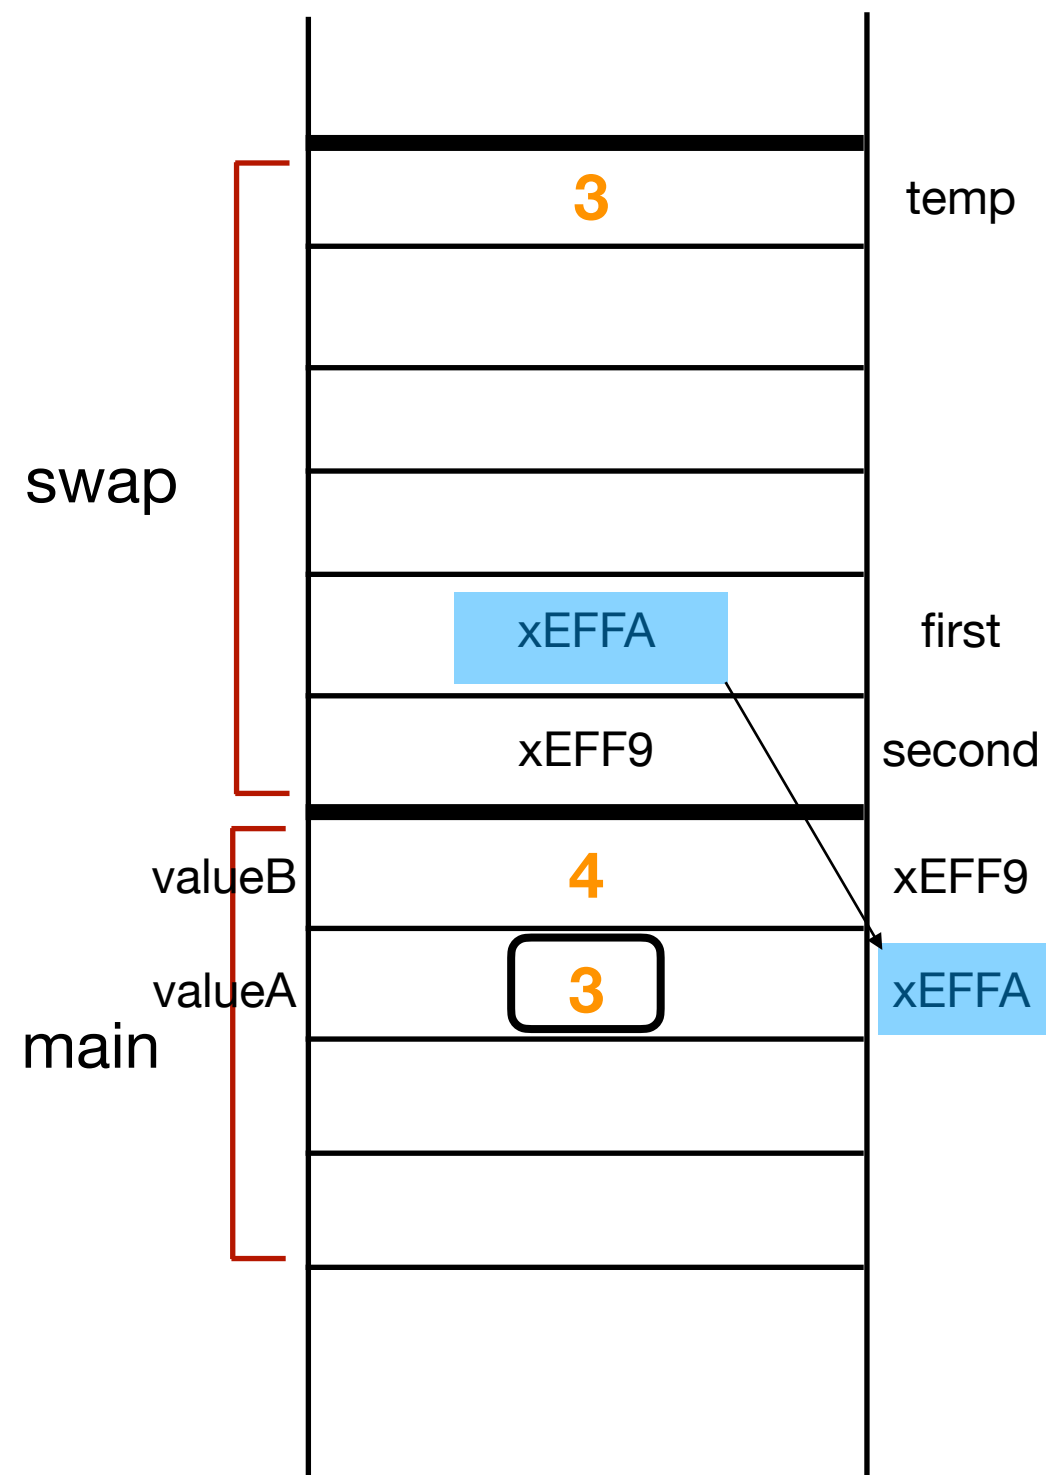 3 temp
swap
xEFFA first
xEFF9 second
valueB 4 xEFF9
valueA 3 xEFFA
main